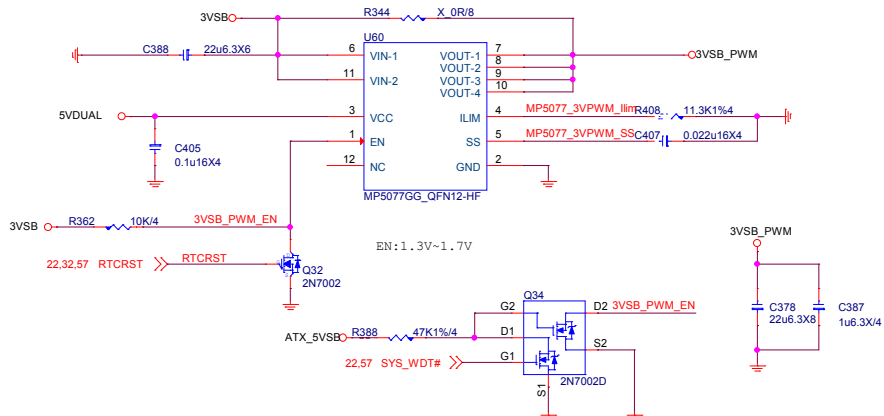 3VSB
R344
X_0R/8
U60
C388
22u6.3X6
6
VIN-1
VOUT-1
7
3VSB_PWM
VOUT-2
8
11
VIN-2
VOUT-3
9
VOUT-4
10
5VDUAL
3
VCC
ILIM
4
MP5077_3VPWM_Ilim
R408
11.3K1%4
1
EN
SS
5
MP5077_3VPWM_SS
C407
0.022u16X4
C405
0.1u16X4
12
NC
GND
2
MP5077GG_QFN12-HF
3VSB
R362
10K/4
3VSB_PWM_EN
EN:1.3V~1.7V
3VSB_PWM
22,32,57
RTCRST
RTCRST
Q32
2N7002
Q34
G2
D2
3VSB_PWM_EN
C378
22u6.3X8
C387
1u6.3X/4
ATX_5VSB
R388
47K1%/4
D1
S2
22,57
SYS_WDT#
G1
S1
2N7002D